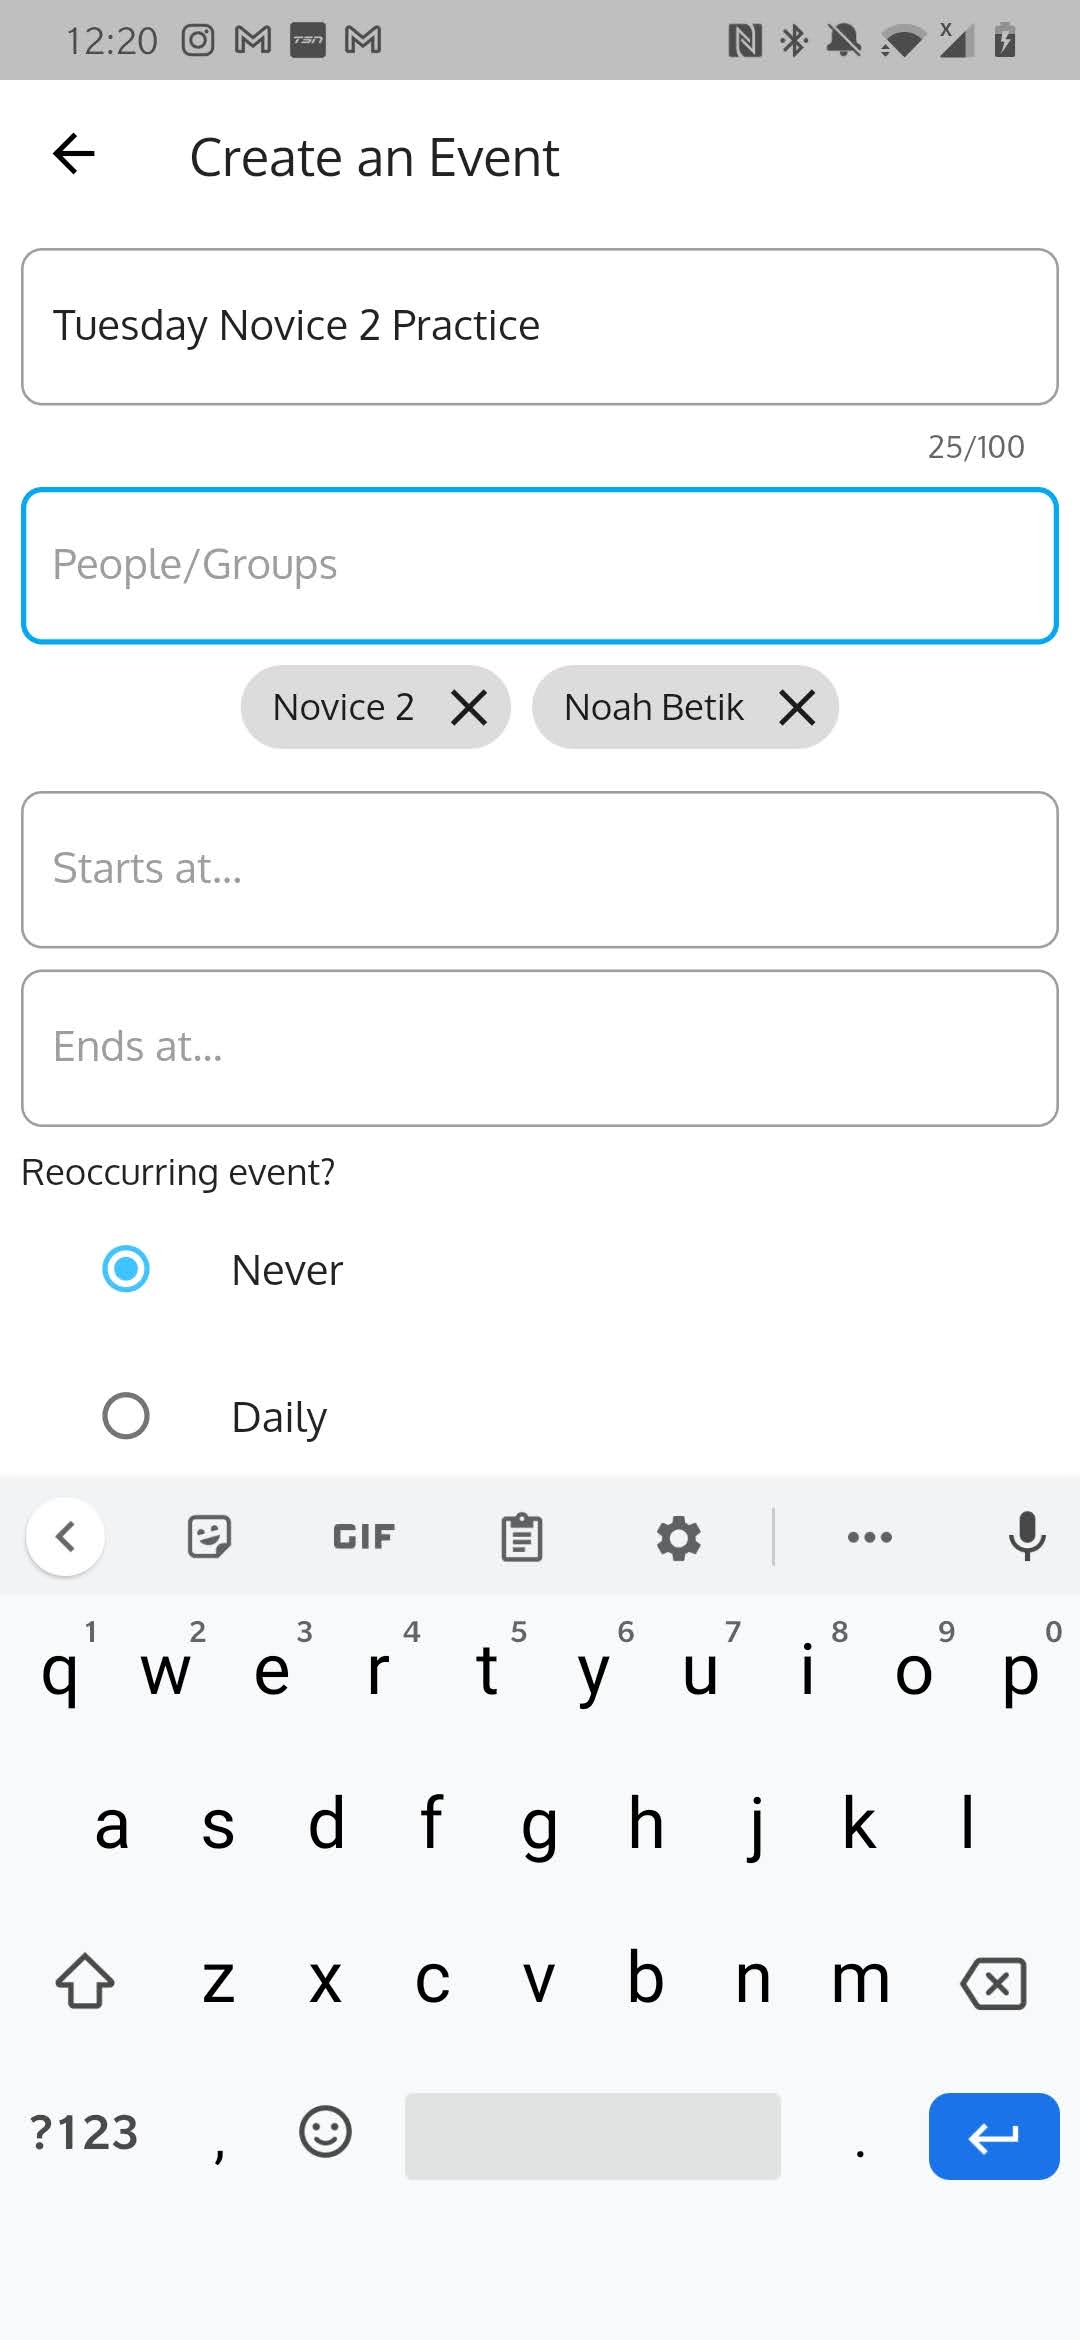 12:20 TSN
Create an Event
Tuesday Novice 2 Practice
25/100
People/Groups
Novice 2 Noah Betik
Starts at...
Ends at...
Reoccurring event?
Never
Daily
GIF
1 2 3 4 5 6 7 8 9 0
q w e r t y u i o p
a s d f g h j k l
z x c v b n m
?123 , .